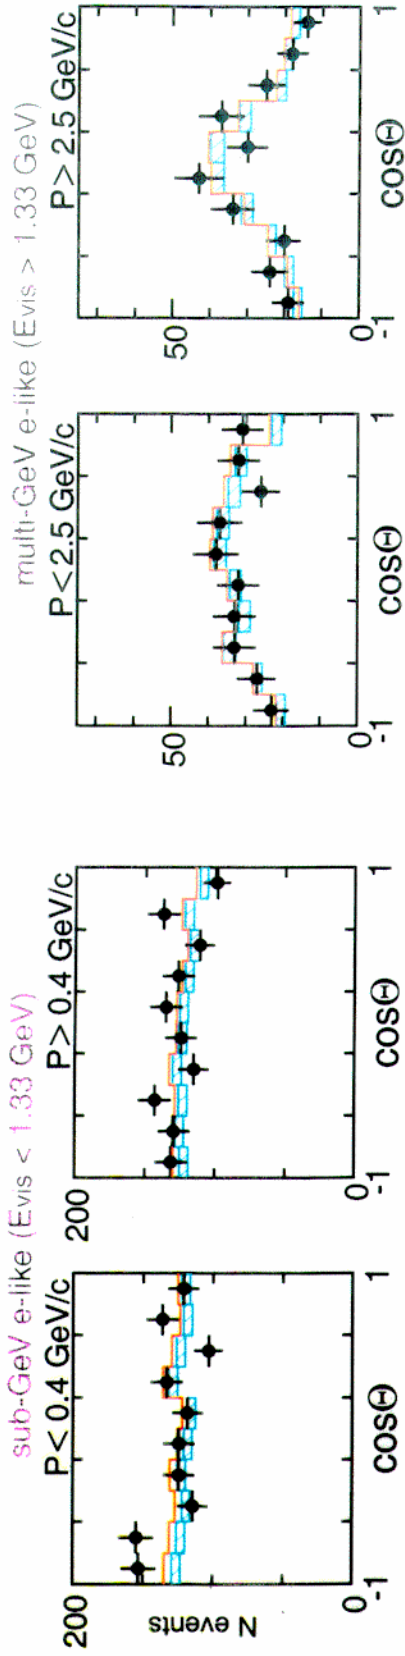 sub-GeV e-like (Evis < 1.33 GeV)
multi-GeV e-like (Evis > 1.33 GeV)
P< 0.4 GeV/c
P> 0.4 GeV/c
P<2.5 GeV/c
P> 2.5 GeV/c
N events
200
0
-1
1
cosΘ
200
0
-1
1
cosΘ
50
0
-1
1
cosΘ
50
0
-1
1
cosΘ